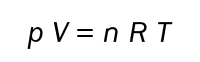 p V = n R T